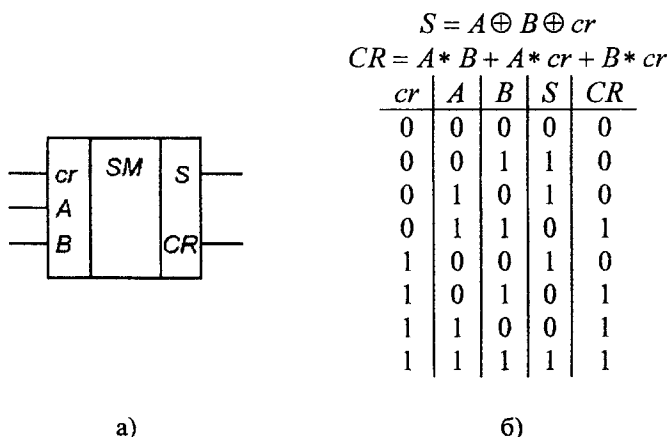 S = A ⊕ B ⊕ cr
CR = A * B + A * cr + B * cr
cr A B S CR
0 0 0 0 0
0 0 1 1 0
0 1 0 1 0
0 1 1 0 1
1 0 0 1 0
1 0 1 0 1
1 1 0 0 1
1 1 1 1 1
cr SM S
A
B CR
а) б)